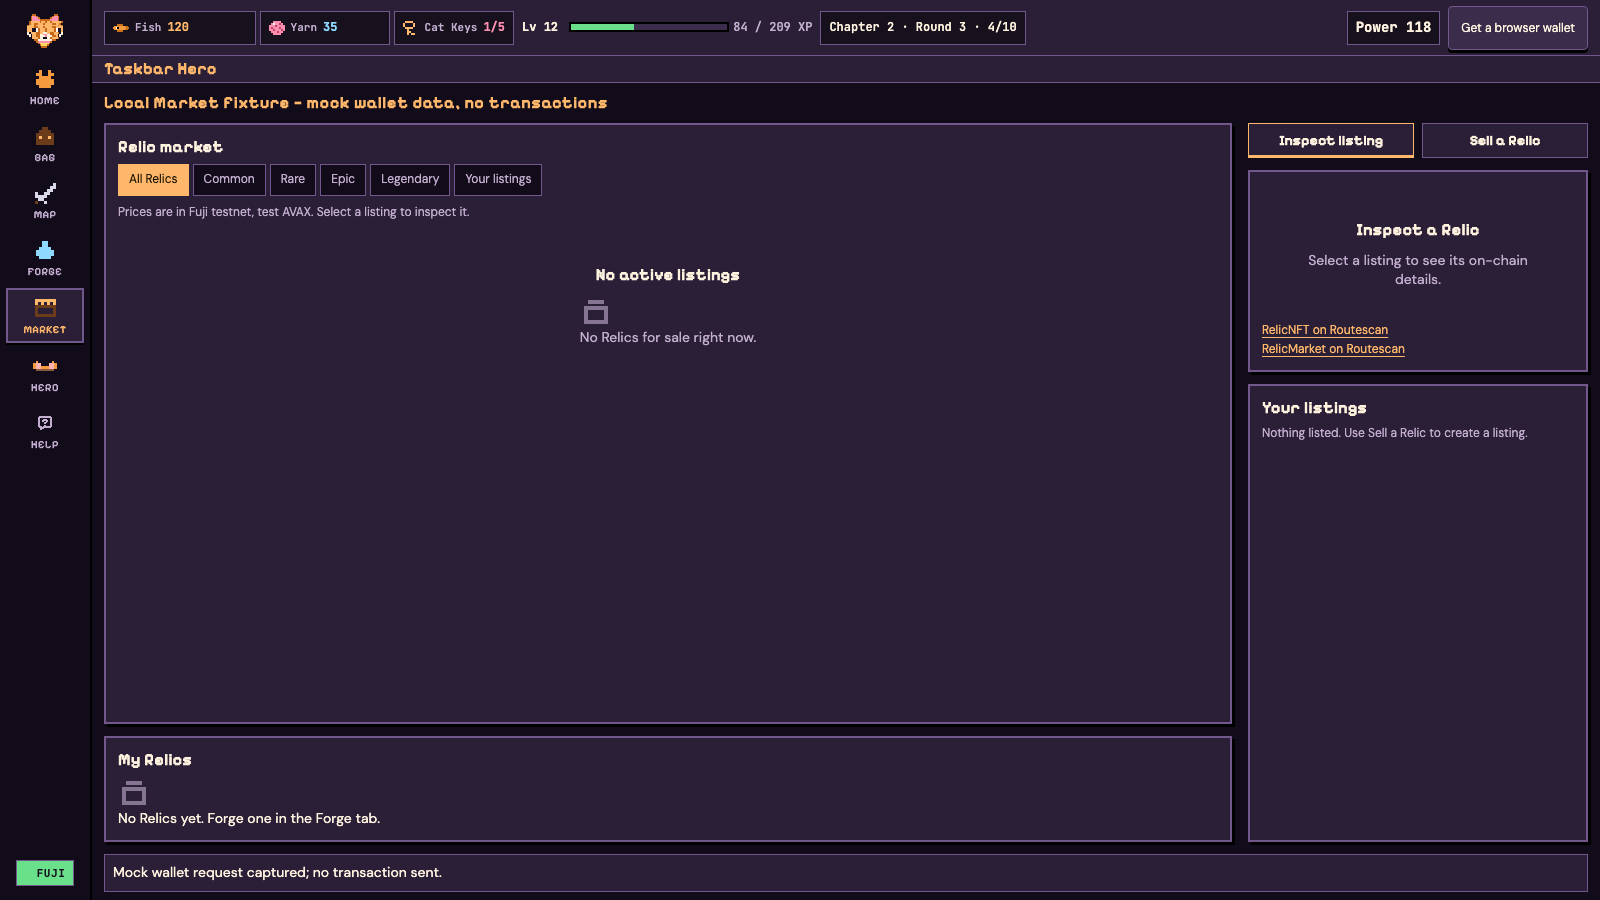 Fish 120
Yarn 35
Cat Keys 1/5
Lv 12
84 / 209 XP
Chapter 2 · Round 3 · 4/10
Power 118
Get a browser wallet
HOME
BAG
MAP
FORGE
MARKET
HERO
HELP
FUJI
Taskbar Hero
Local Market Fixture - mock wallet data, no transactions
Relic market
All Relics
Common
Rare
Epic
Legendary
Your listings
Prices are in Fuji testnet, test AVAX. Select a listing to inspect it.
No active listings
No Relics for sale right now.
My Relics
No Relics yet. Forge one in the Forge tab.
Inspect listing
Sell a Relic
Inspect a Relic
Select a listing to see its on-chain
details.
RelicNFT on Routescan
RelicMarket on Routescan
Your listings
Nothing listed. Use Sell a Relic to create a listing.
Mock wallet request captured; no transaction sent.